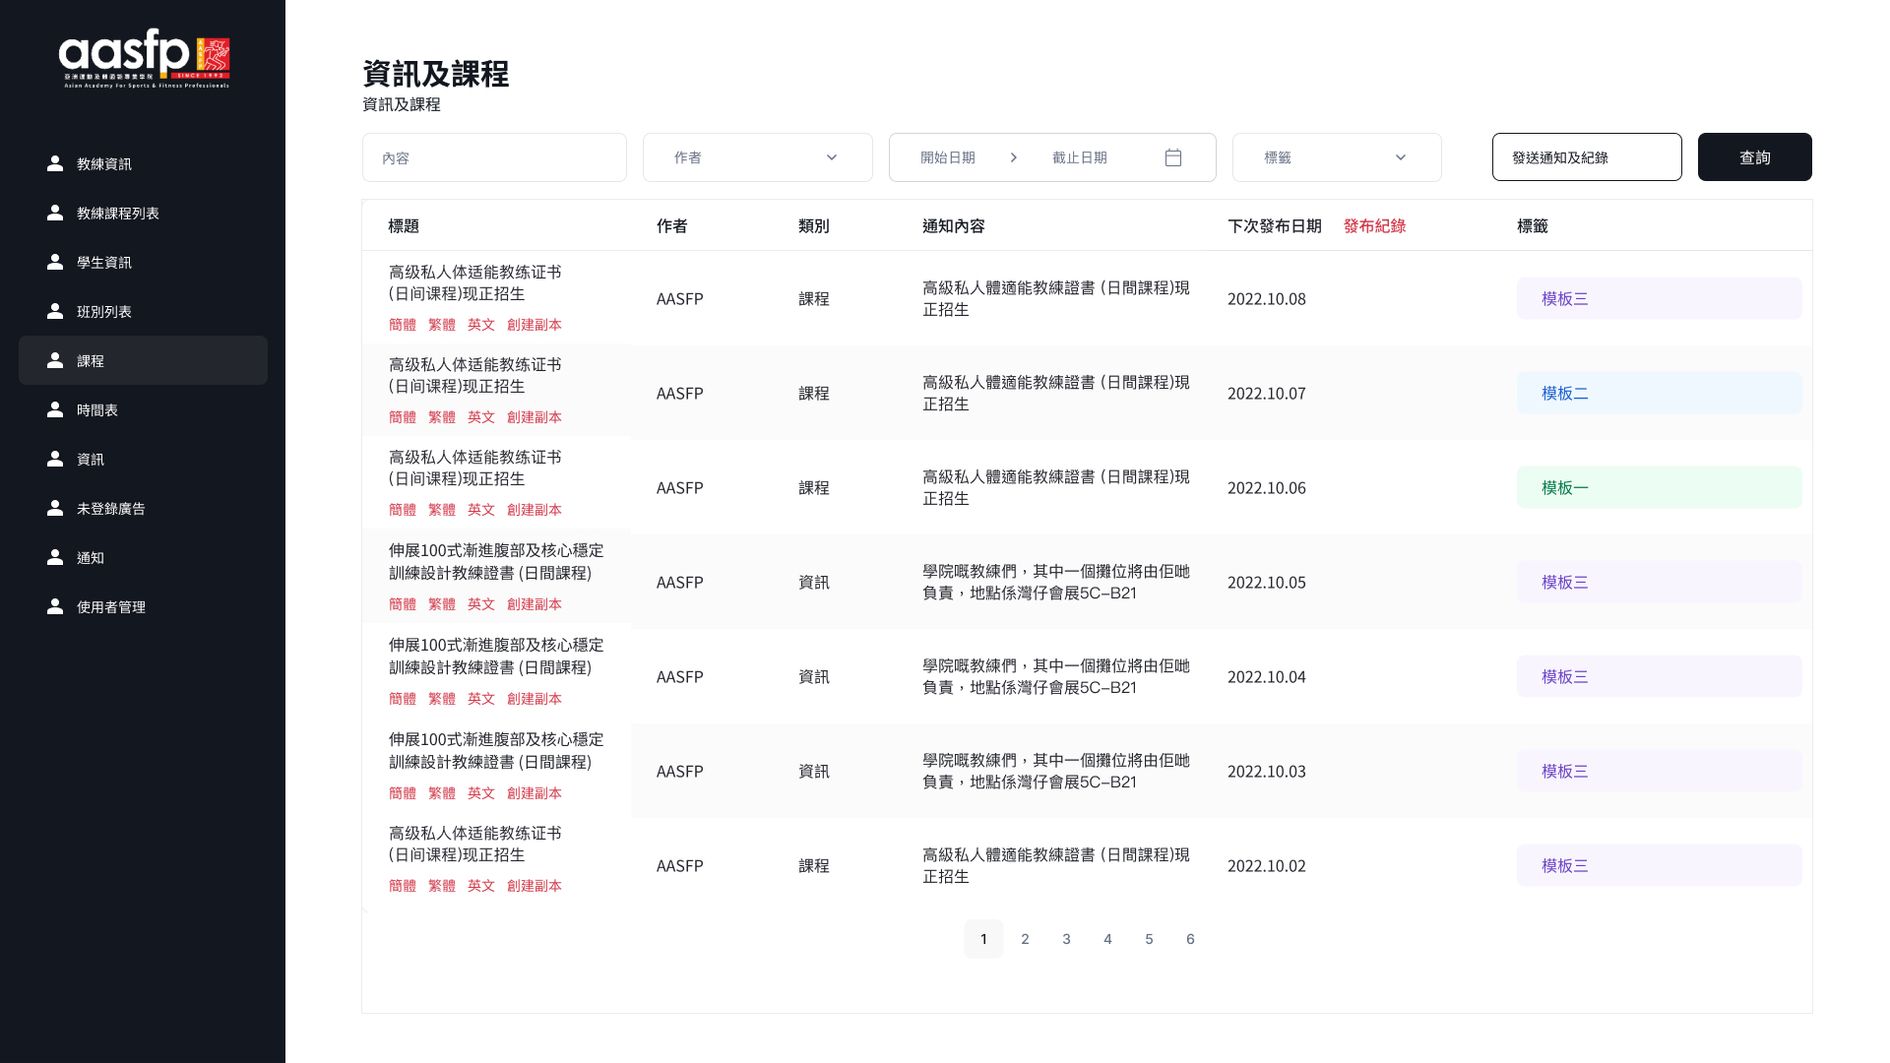 aasfp
SINCE 1992
Asian Academy For Sports & Fitness Professionals
教練資訊
教練課程列表
學生資訊
班別列表
課程
時間表
資訊
未登錄廣告
通知
使用者管理
資訊及課程
資訊及課程
內容
作者
開始日期
截止日期
標籤
發送通知及紀錄
查詢
標題 作者 類別 通知內容 下次發布日期 發布紀錄 標籤
高级私人体适能教练证书
(日间课程)现正招生
簡體 繁體 英文 創建副本
AASFP
課程
高級私人體適能教練證書 (日間課程)現
正招生
2022.10.08
模板三
高级私人体适能教练证书
(日间课程)现正招生
簡體 繁體 英文 創建副本
AASFP
課程
高級私人體適能教練證書 (日間課程)現
正招生
2022.10.07
模板二
高级私人体适能教练证书
(日间课程)现正招生
簡體 繁體 英文 創建副本
AASFP
課程
高級私人體適能教練證書 (日間課程)現
正招生
2022.10.06
模板一
伸展100式漸進腹部及核心穩定
訓練設計教練證書 (日間課程)
簡體 繁體 英文 創建副本
AASFP
資訊
學院嘅教練們，其中一個攤位將由佢哋
負責，地點係灣仔會展5C-B21
2022.10.05
模板三
伸展100式漸進腹部及核心穩定
訓練設計教練證書 (日間課程)
簡體 繁體 英文 創建副本
AASFP
資訊
學院嘅教練們，其中一個攤位將由佢哋
負責，地點係灣仔會展5C-B21
2022.10.04
模板三
伸展100式漸進腹部及核心穩定
訓練設計教練證書 (日間課程)
簡體 繁體 英文 創建副本
AASFP
資訊
學院嘅教練們，其中一個攤位將由佢哋
負責，地點係灣仔會展5C-B21
2022.10.03
模板三
高级私人体适能教练证书
(日间课程)现正招生
簡體 繁體 英文 創建副本
AASFP
課程
高級私人體適能教練證書 (日間課程)現
正招生
2022.10.02
模板三
1 2 3 4 5 6